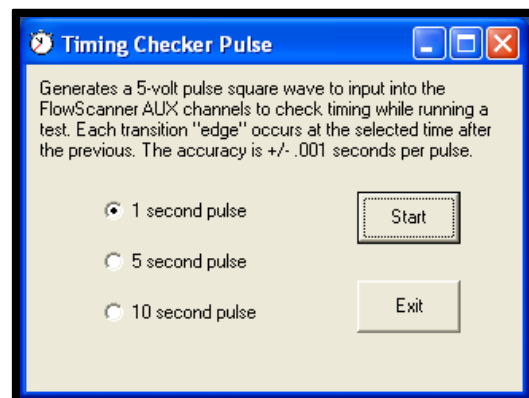 Timing Checker Pulse
Generates a 5-volt pulse square wave to input into the
FlowScanner AUX channels to check timing while running a
test. Each transition "edge" occurs at the selected time after
the previous. The accuracy is +/- .001 seconds per pulse.
1 second pulse
Start
5 second pulse
10 second pulse
Exit